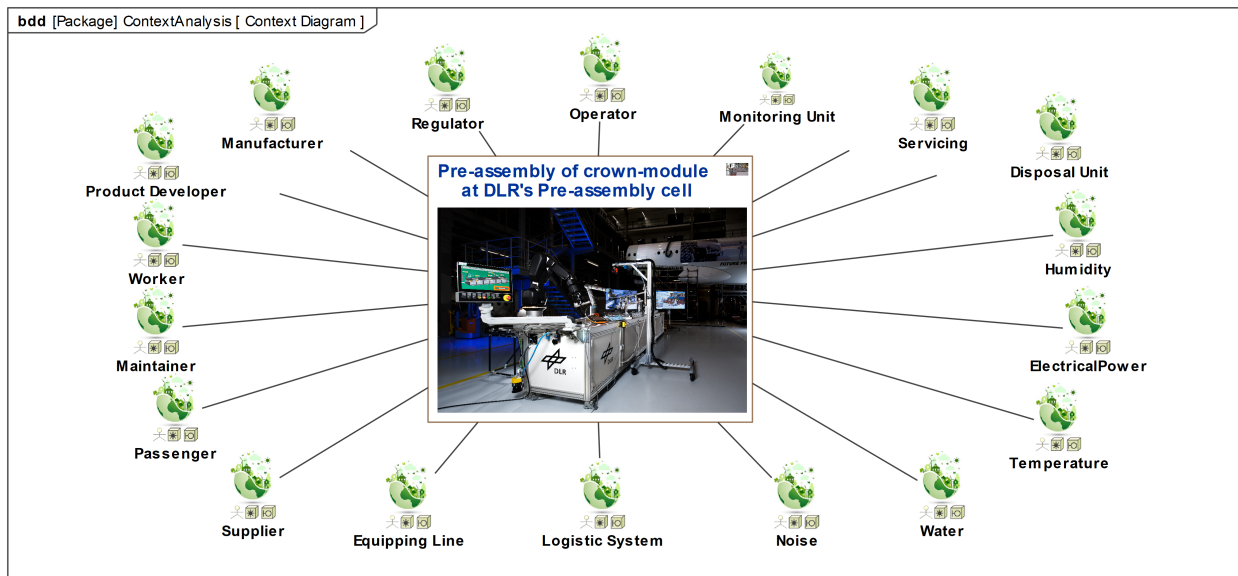 bdd [Package] ContextAnalysis [ Context Diagram ]
Manufacturer
Regulator
Operator
Monitoring Unit
Servicing
Disposal Unit
Product Developer
Pre-assembly of crown-module
at DLR's Pre-assembly cell
Worker
Humidity
Maintainer
ElectricalPower
DLR
DLR
Passenger
Temperature
Supplier
Equipping Line
Logistic System
Noise
Water